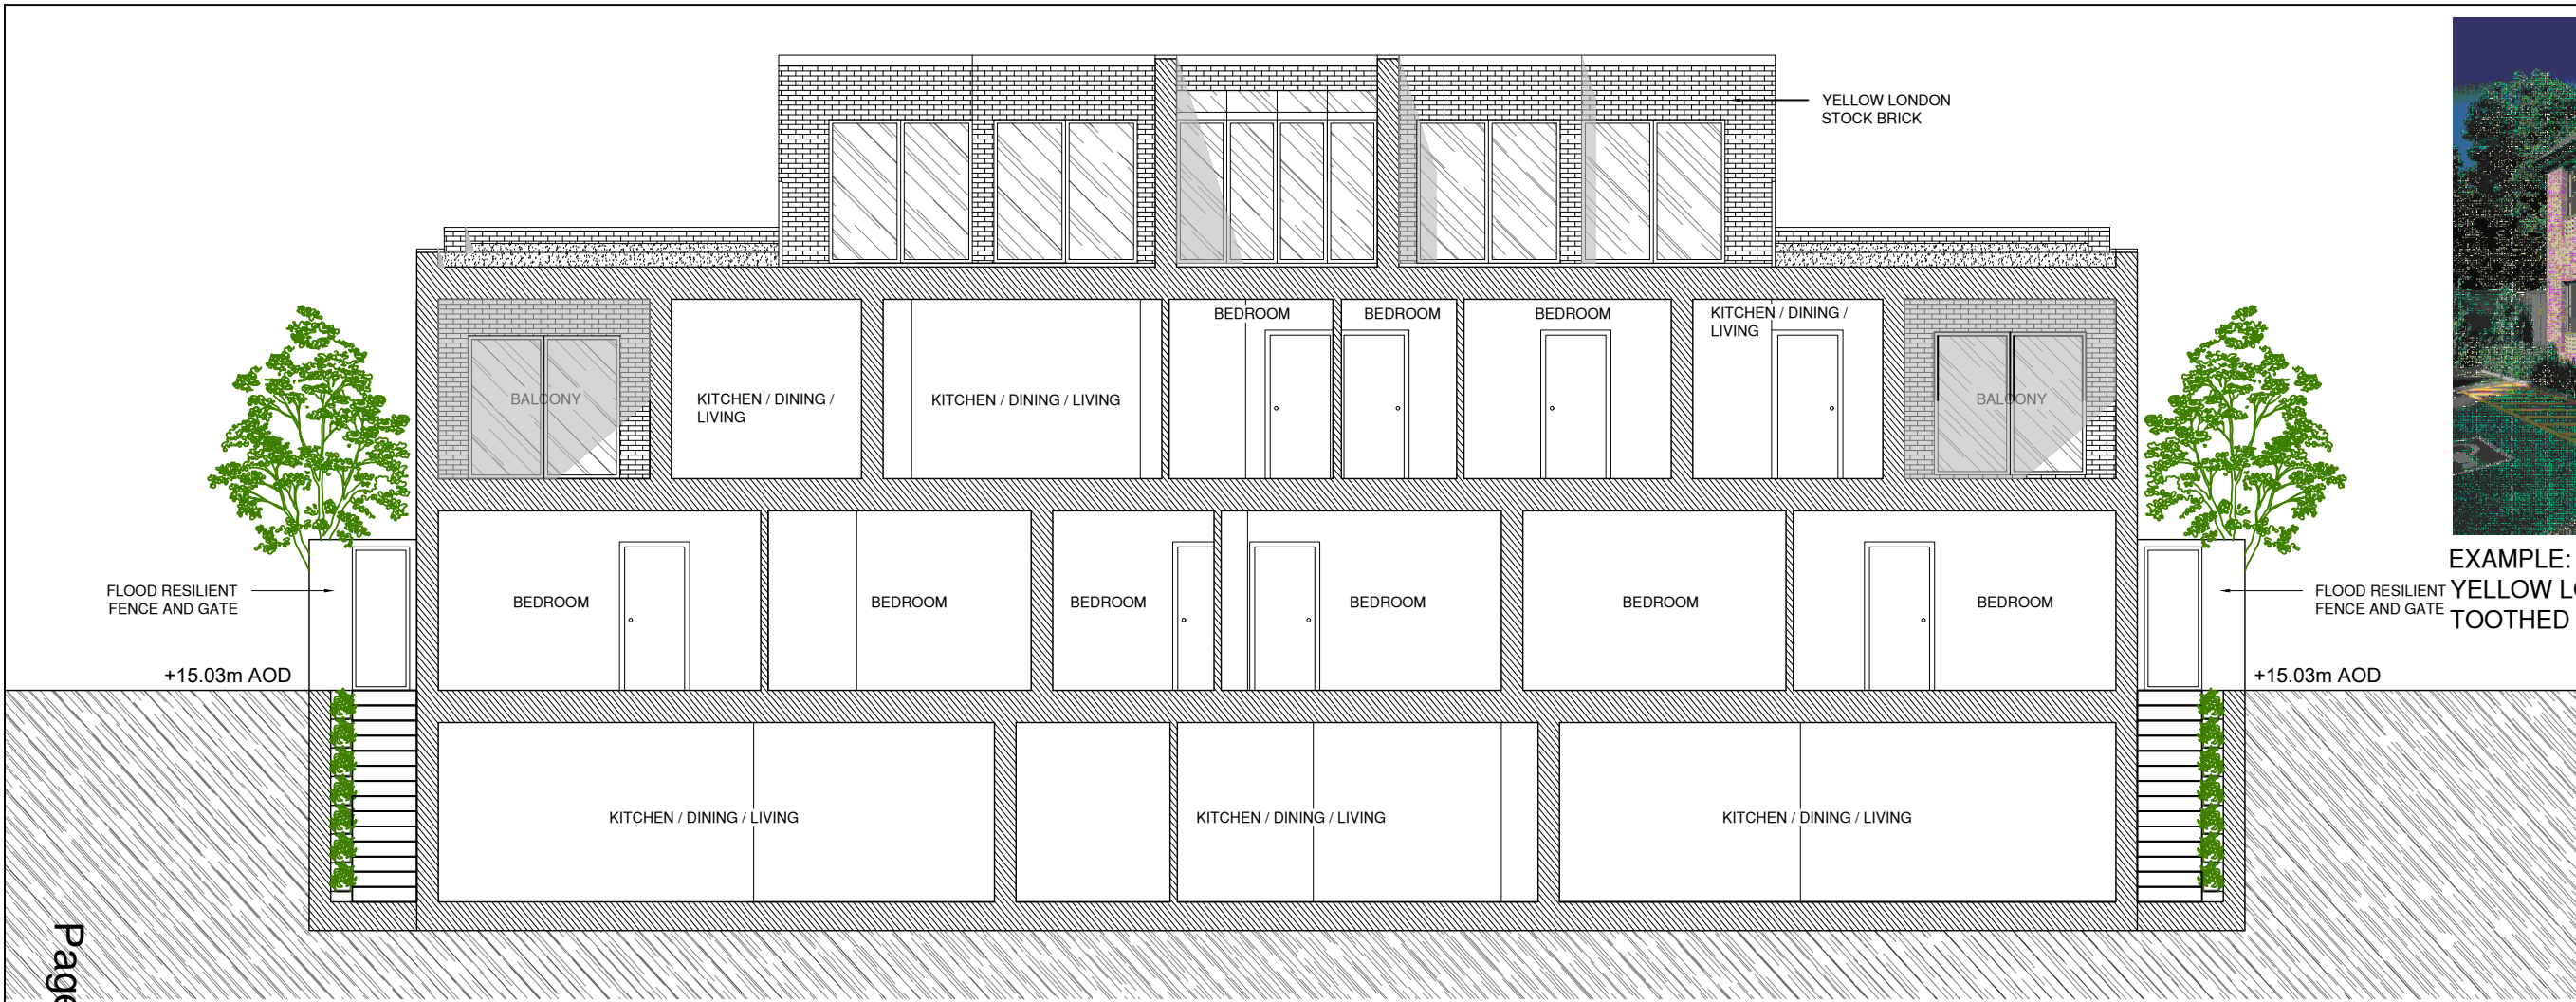 YELLOW LONDON
STOCK BRICK
BEDROOM
BEDROOM
BEDROOM
KITCHEN / DINING /
LIVING
BALCONY
KITCHEN / DINING /
LIVING
KITCHEN / DINING / LIVING
BALCONY
EXAMPLE:
YELLOW
TOOTHED
FLOOD RESILIENT
FENCE AND GATE
BEDROOM
BEDROOM
BEDROOM
BEDROOM
BEDROOM
BEDROOM
FLOOD RESILIENT
FENCE AND GATE
+15.03m AOD
+15.03m AOD
KITCHEN / DINING / LIVING
KITCHEN / DINING / LIVING
KITCHEN / DINING / LIVING
Page